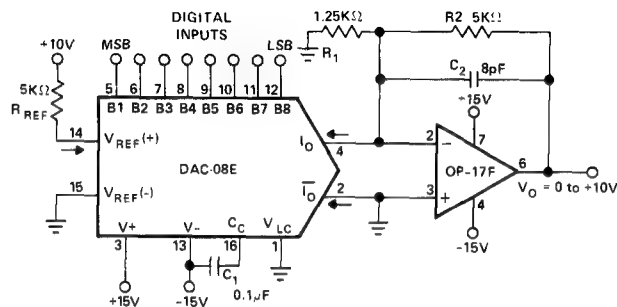 DIGITAL
INPUTS
+10V
MSB
LSB
5 6 7 8 9 10 11 12
B1 B2 B3 B4 B5 B6 B7 B8
5KΩ
RREF
14
VREF(+)
DAC-08E
15
VREF(-)
V+
V-
CC
VLC
3
13
16
1
+15V
-15V
C1
0.1µF
IO
4
IO
2
1.25KΩ
R1
R2 5KΩ
C2
8pF
+15V
7
2
-
OP-17F
6
3
+
4
-15V
VO = 0 to +10V